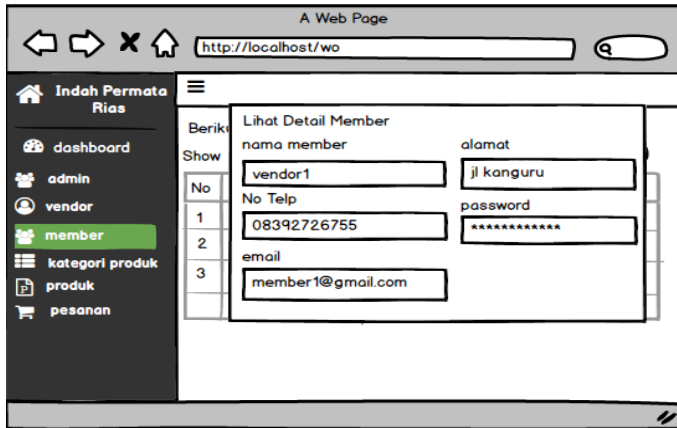 A Web Page
http://localhost/wo
Indah Permata
Rias
dashboard
admin
vendor
member
kategori produk
produk
pesanan
Show
No
1
2
3
Lihat Detail Member
nama member
vendor1
No Telp
08392726755
email
member1@gmail.com
alamat
jl kanguru
password
************